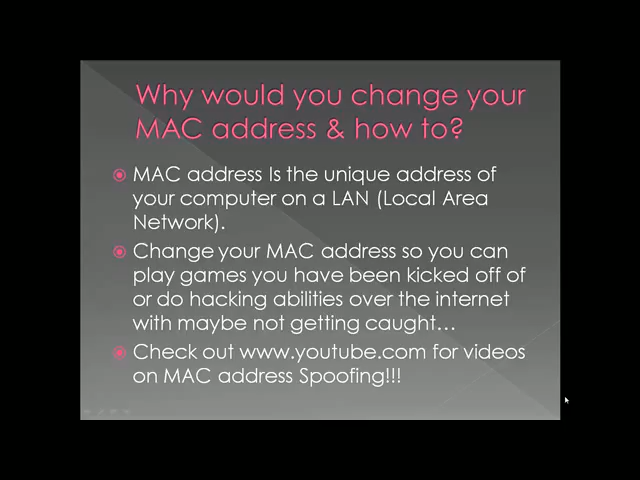 Why would you change your
MAC address & how to?
MAC address Is the unique address of
your computer on a LAN (Local Area
Network).
Change your MAC address so you can
play games you have been kicked off of
or do hacking abilities over the internet
with maybe not getting caught…
Check out www.youtube.com for videos
on MAC address Spoofing!!!